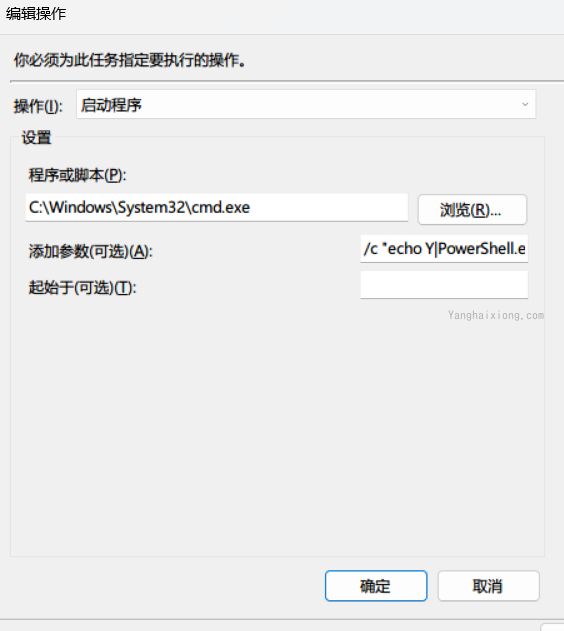 编辑操作
你必须为此任务指定要执行的操作。
操作(I): 启动程序
设置
程序或脚本(P):
C:\Windows\System32\cmd.exe 浏览(R)...
添加参数(可选)(A): /c "echo Y|PowerShell.e
起始于(可选)(T):
Yanghaixiong.com
确定 取消